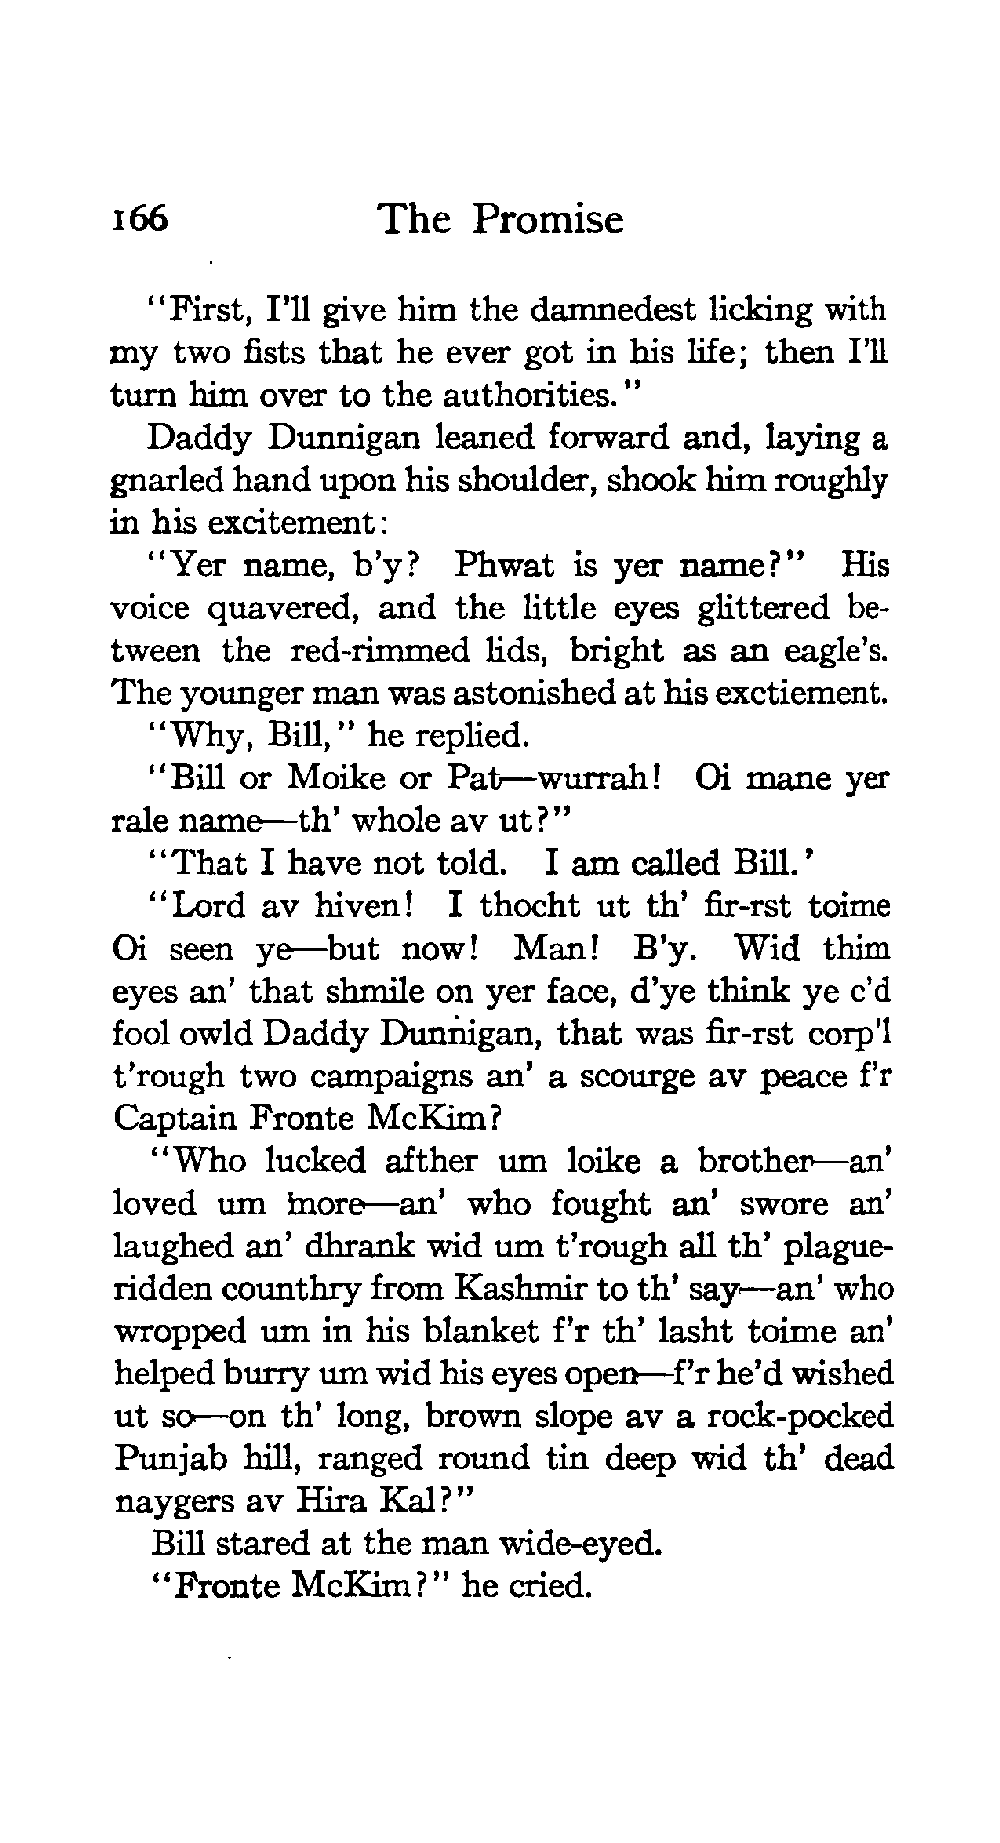 166 The Promise
"First, I'll give him the damnedest licking with
my two fists that he ever got in his life; then I'll
turn him over to the authorities."
Daddy Dunnigan leaned forward and, laying a
gnarled hand upon his shoulder, shook him roughly
in his excitement:
"Yer name, b'y? Phwat is yer name?" His
voice quavered, and the little eyes glittered be-
tween the red-rimmed lids, bright as an eagle's.
The younger man was astonished at his exctiement.
"Why, Bill," he replied.
"Bill or Moike or Pat—wurrah! Oi mane yer
rale name—th' whole av ut?"
"That I have not told. I am called Bill.'
"Lord av hiven! I thocht ut th' fir-rst toime
Oi seen ye—but now! Man! B'y. Wid thim
eyes an' that shmile on yer face, d'ye think ye c'd
fool owld Daddy Dunnigan, that was fir-rst corp'l
t'rough two campaigns an' a scourge av peace f'r
Captain Fronte McKim?
"Who lucked afther um loike a brother—an'
loved um more—an' who fought an' swore an'
laughed an' dhrank wid um t'rough all th' plague-
ridden counthry from Kashmir to th' say—an' who
wropped um in his blanket f'r th' lasht toime an'
helped burry um wid his eyes open—f'r he'd wished
ut so—on th' long, brown slope av a rock-pocked
Punjab hill, ranged round tin deep wid th' dead
naygers av Hira Kal?"
Bill stared at the man wide-eyed.
"Fronte McKim?" he cried.